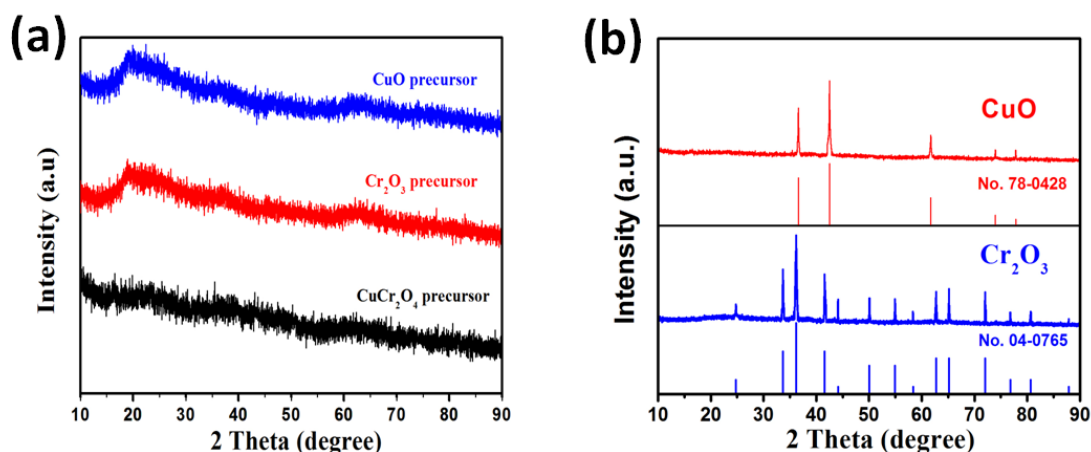 (a)
CuO precursor
Cr₂O₃ precursor
CuCr₂O₄ precursor
Intensity (a.u)
10 20 30 40 50 60 70 80 90
2 Theta (degree)
(b)
CuO
No. 78-0428
Cr₂O₃
No. 04-0765
Intensity (a.u.)
10 20 30 40 50 60 70 80 90
2 Theta (degree)